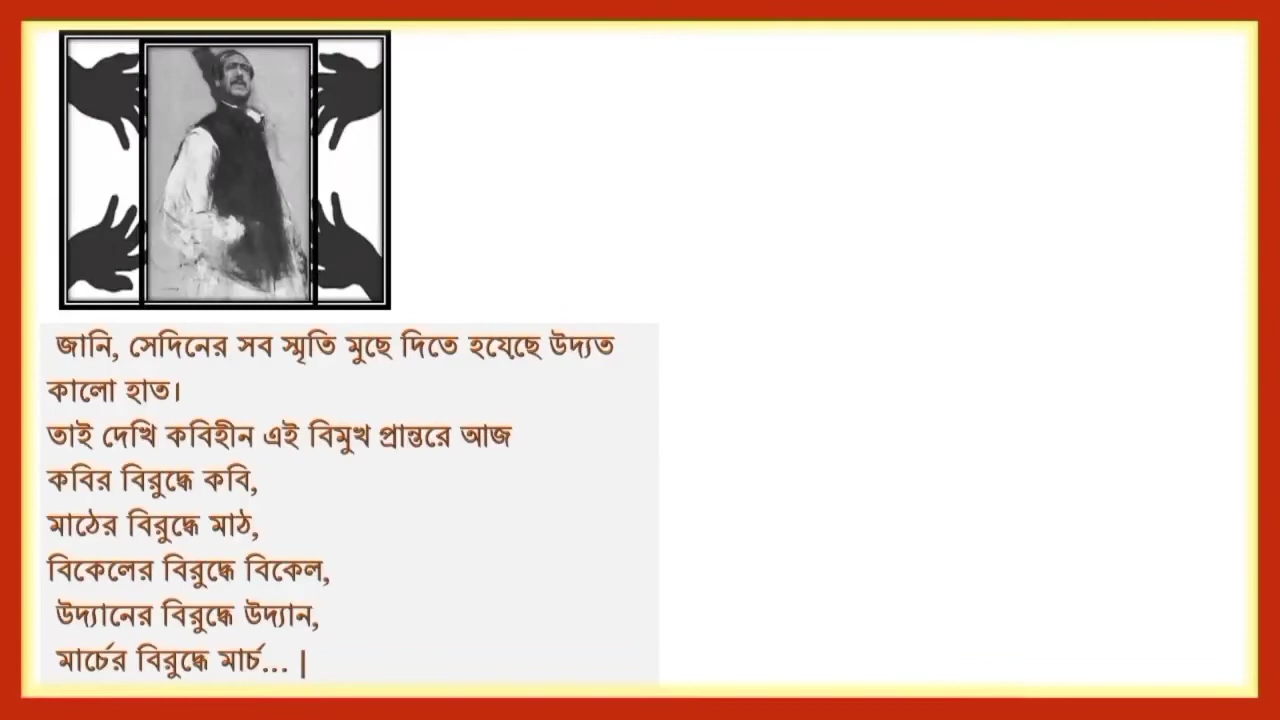 জানি, সেদিনের সব স্মৃতি মুছে দিতে হয়েছে উদ্যত
কালো হাত।
তাই দেখি কবিহীন এই বিমুখ প্রান্তরে আজ
কবির বিরুদ্ধে কবি,
মাঠের বিরুদ্ধে মাঠ,
বিকেলের বিরুদ্ধে বিকেল,
উদ্যানের বিরুদ্ধে উদ্যান,
মার্চের বিরুদ্ধে মার্চ... |